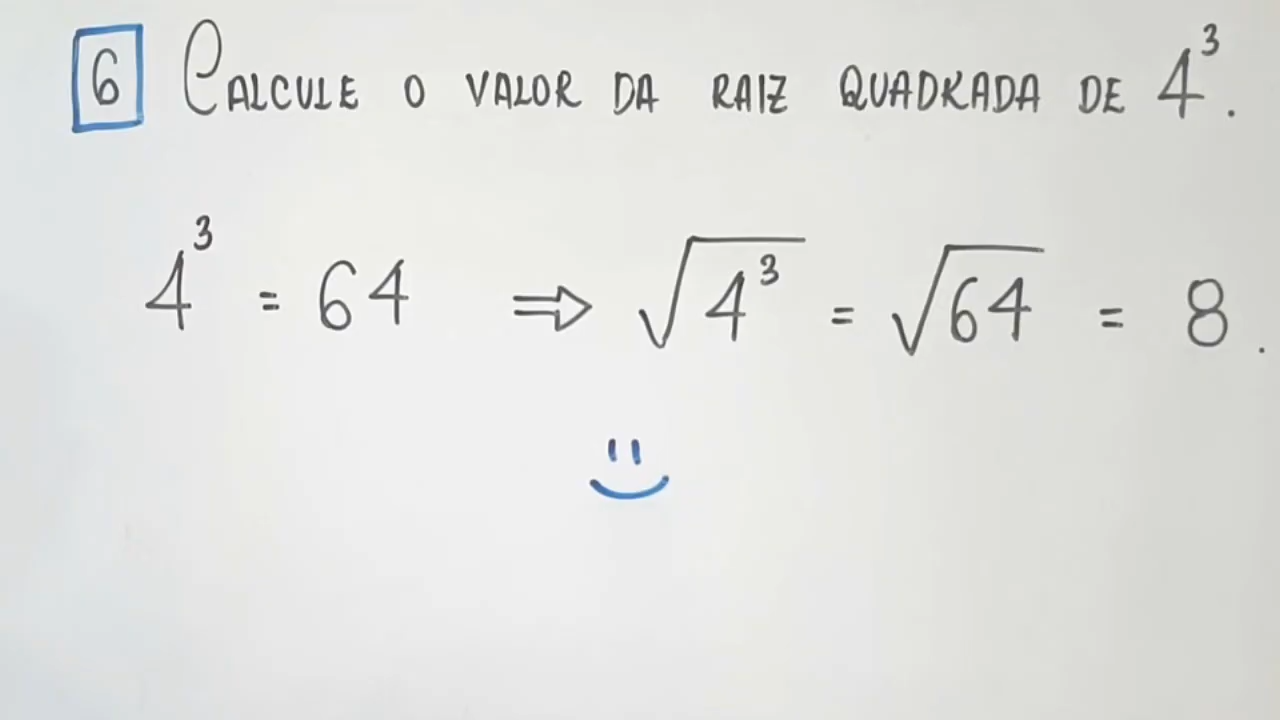 6 CALCULE O VALOR DA RAIZ QUADRADA DE 4³.
4³ = 64 ⇒ √4³ = √64 = 8.